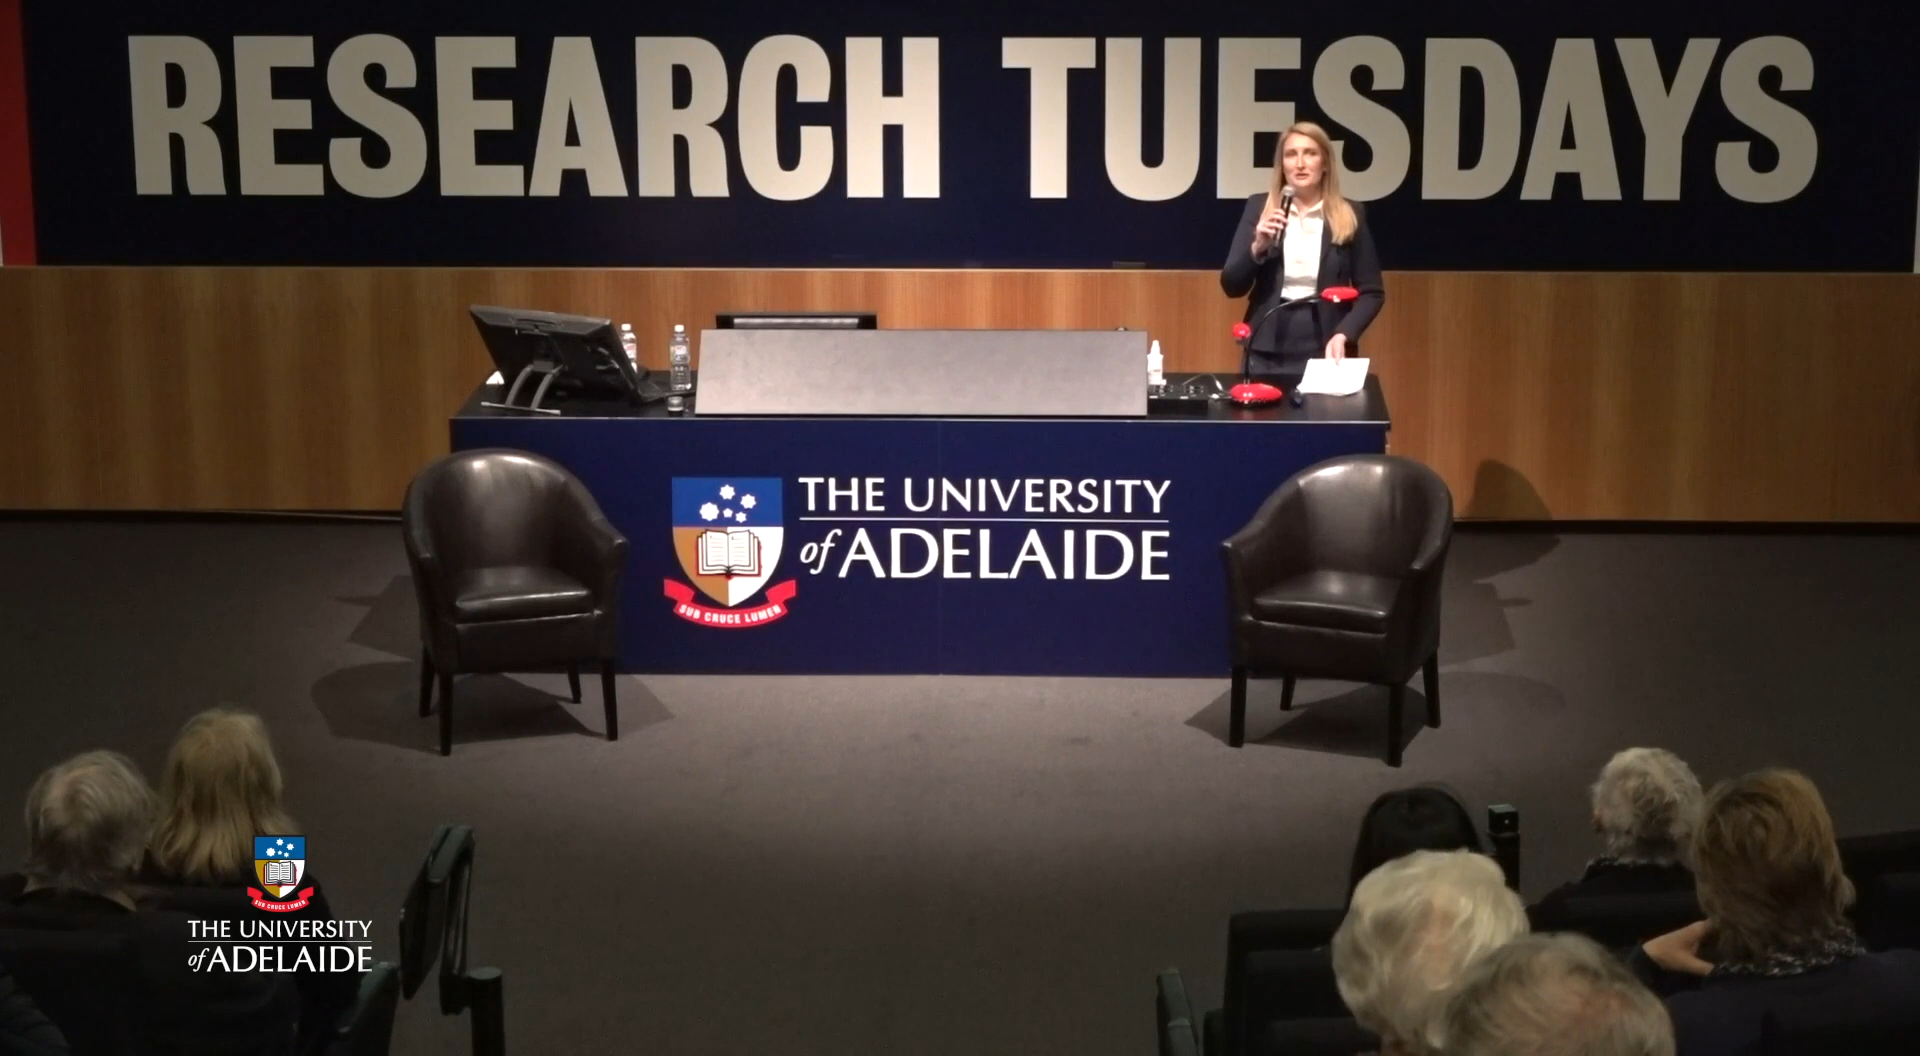 RESEARCH TUESDAYS
THE UNIVERSITY
of ADELAIDE
SUB CRUCE LUMEN
SUB CRUCE LUMEN
THE UNIVERSITY
of ADELAIDE